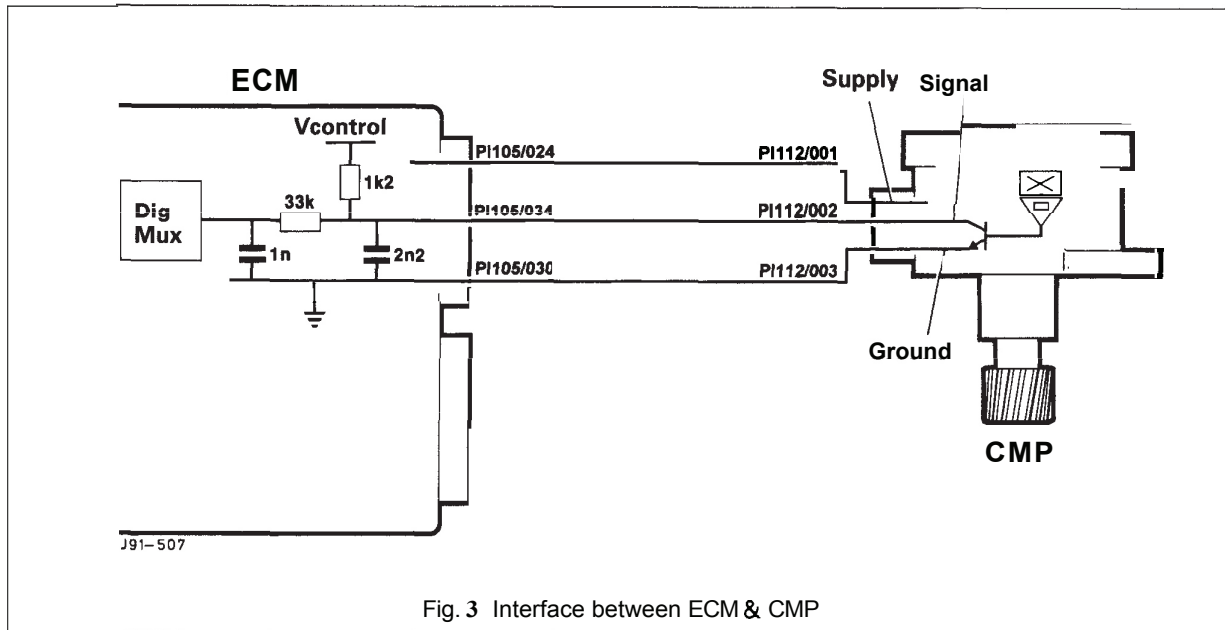 ECM
Supply Signal
Vcontrol
PI105/024 PI112/001
1k2
Dig
Mux
33k
PI105/034 PI112/002
1n
2n2
PI105/030 PI112/003
Ground
CMP
J91-507
Fig. 3 Interface between ECM & CMP